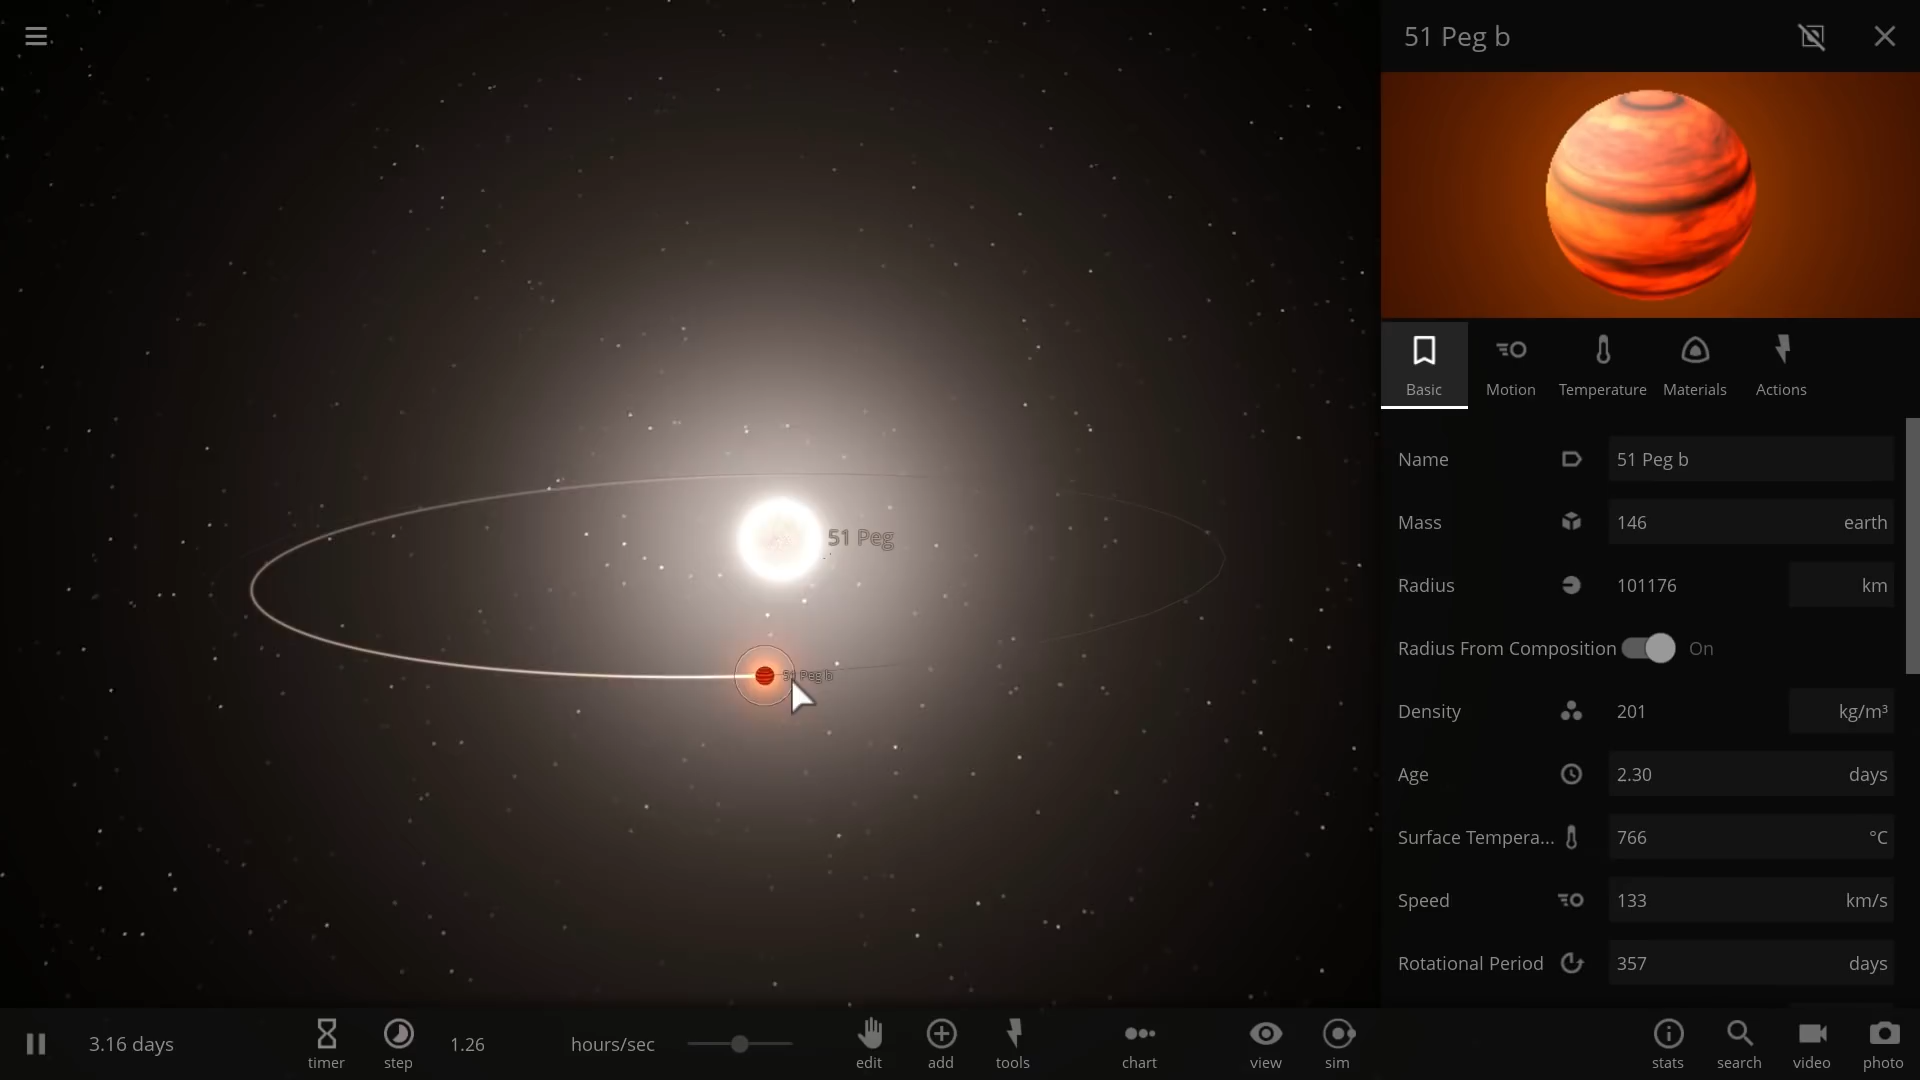 51 Peg b
51 Peg
51 Peg b
Basic
Motion
Temperature
Materials
Actions
Name 51 Peg b
Mass 146 earth
Radius 101176 km
Radius From Composition On
Density 201 kg/m³
Age 2.30 days
Surface Tempera... 766 °C
Speed 133 km/s
Rotational Period 357 days
3.16 days
timer
step
1.26 hours/sec
edit
add
tools
chart
view
sim
stats
search
video
photo